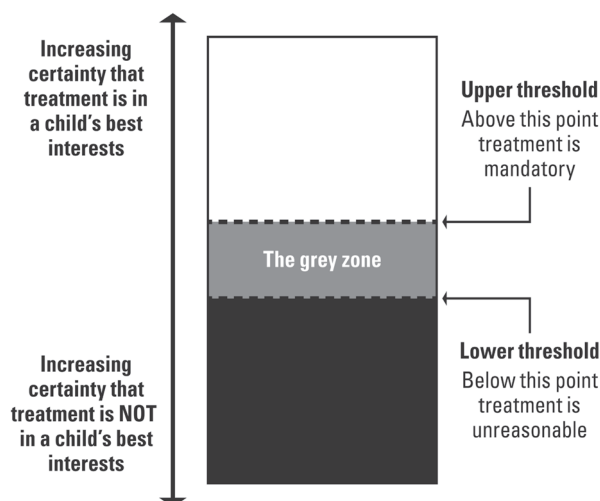 Increasing
certainty that
treatment is in
a child’s best
interests
Upper threshold
Above this point
treatment is
mandatory
The grey zone
Lower threshold
Below this point
treatment is
unreasonable
Increasing
certainty that
treatment is NOT
in a child’s best
interests